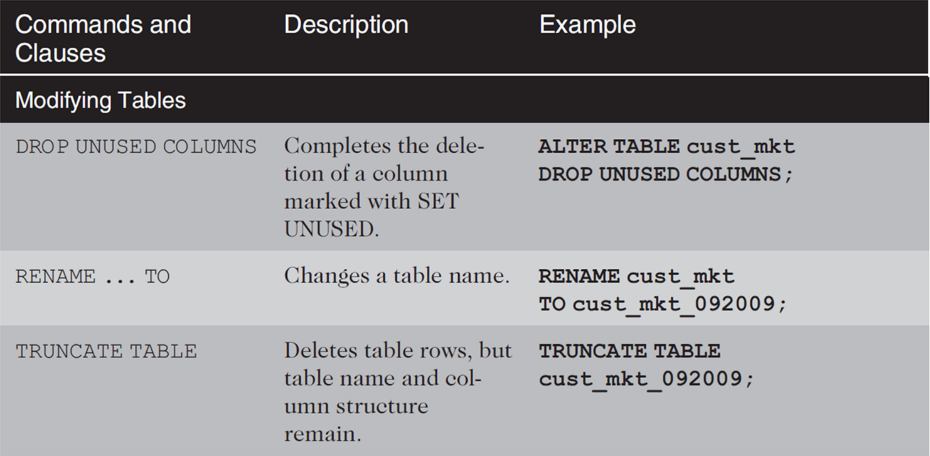 Commands and Clauses Description Example
Modifying Tables
DROP UNUSED COLUMNS
Completes the dele-
tion of a column
marked with SET
UNUSED.
ALTER TABLE cust_mkt
DROP UNUSED COLUMNS;
RENAME ... TO
Changes a table name.
RENAME cust_mkt
TO cust_mkt_092009;
TRUNCATE TABLE
Deletes table rows, but
table name and col-
umn structure
remain.
TRUNCATE TABLE
cust_mkt_092009;